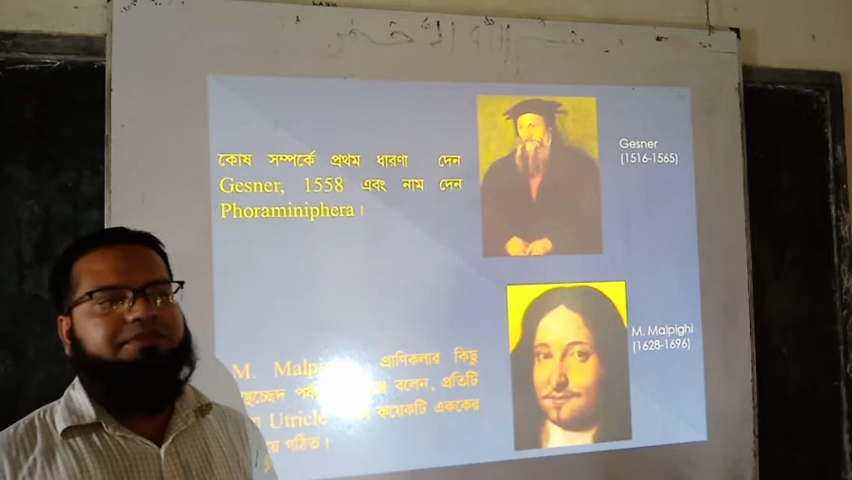 কোষ সম্পর্কে প্রথম ধারণা দেন
Gesner, 1558 এবং নাম দেন
Phoraminiphera।
Gesner
(1516-1565)
M. Malpighi
(1628-1696)
M. প্রাণিকলার কিছু
বলেন, প্রতিটি
Utricle কয়েকটি এককের
গঠিত।